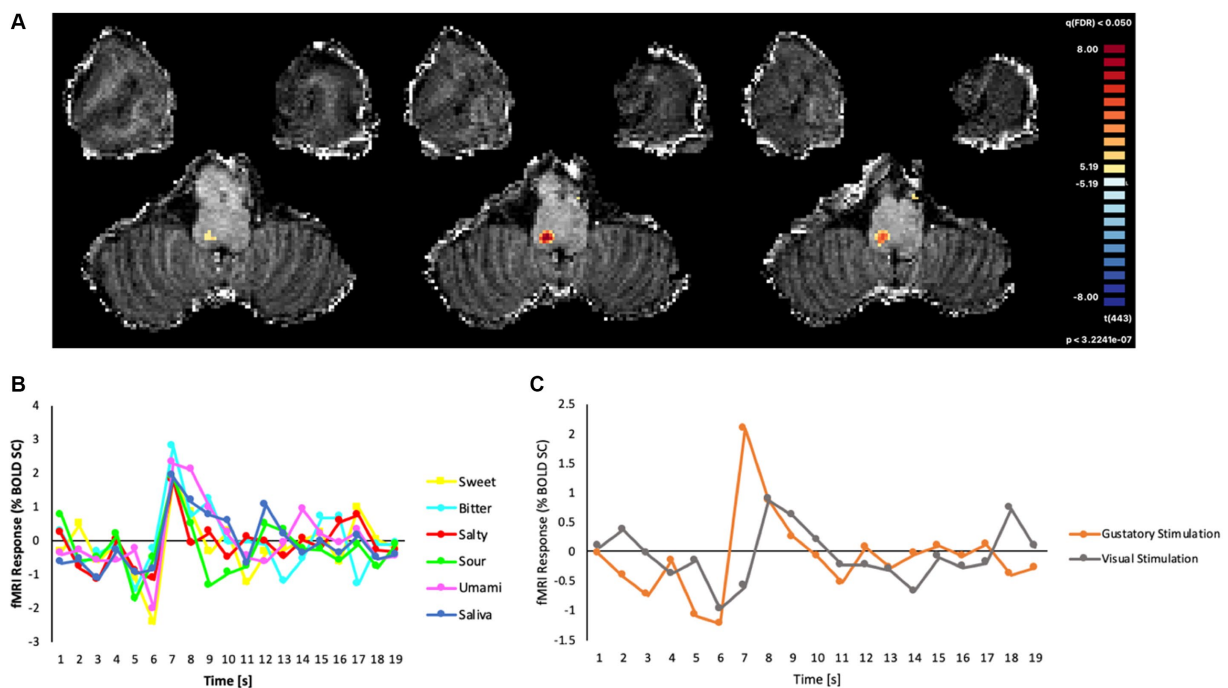 A
q(FDR) < 0.050
8.00
5.19
-5.19
-8.00
t(443)
p < 3.2241e-07
B
4
3
2
1
0
-1
-2
-3
fMRI Response (% BOLD SC)
1 2 3 4 5 6 7 8 9 10 11 12 13 14 15 16 17 18 19
Time [s]
Sweet
Bitter
Salty
Sour
Umami
Saliva
C
2.5
2
1.5
1
0.5
0
-0.5
-1
-1.5
fMRI Response (% BOLD SC)
1 2 3 4 5 6 7 8 9 10 11 12 13 14 15 16 17 18 19
Time [s]
Gustatory Stimulation
Visual Stimulation